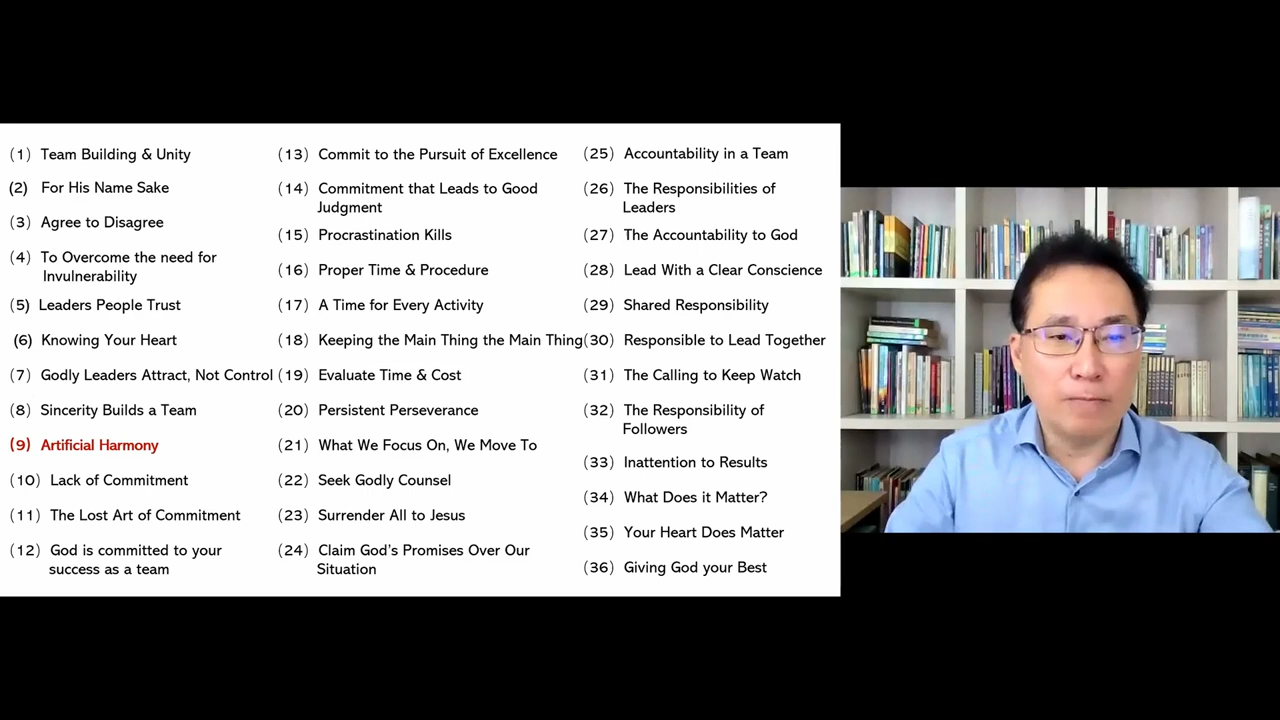 (1) Team Building & Unity
(2) For His Name Sake
(3) Agree to Disagree
(4) To Overcome the need for
Invulnerability
(5) Leaders People Trust
(6) Knowing Your Heart
(7) Godly Leaders Attract, Not Control
(8) Sincerity Builds a Team
(9) Artificial Harmony
(10) Lack of Commitment
(11) The Lost Art of Commitment
(12) God is committed to your
success as a team
(13) Commit to the Pursuit of Excellence
(14) Commitment that Leads to Good
Judgment
(15) Procrastination Kills
(16) Proper Time & Procedure
(17) A Time for Every Activity
(18) Keeping the Main Thing the Main Thing
(19) Evaluate Time & Cost
(20) Persistent Perseverance
(21) What We Focus On, We Move To
(22) Seek Godly Counsel
(23) Surrender All to Jesus
(24) Claim God's Promises Over Our
Situation
(25) Accountability in a Team
(26) The Responsibilities of
Leaders
(27) The Accountability to God
(28) Lead With a Clear Conscience
(29) Shared Responsibility
(30) Responsible to Lead Together
(31) The Calling to Keep Watch
(32) The Responsibility of
Followers
(33) Inattention to Results
(34) What Does it Matter?
(35) Your Heart Does Matter
(36) Giving God your Best